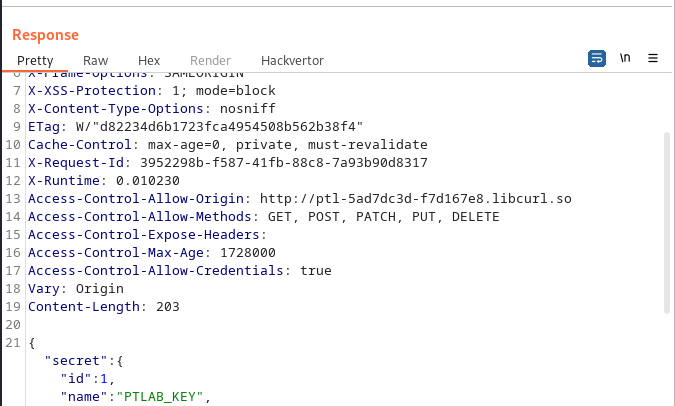 Response
Pretty Raw Hex Render Hackvertor
\n
6 X-Frame-Options: SAMEORIGIN
7 X-XSS-Protection: 1; mode=block
8 X-Content-Type-Options: nosniff
9 ETag: W/"d82234d6b1723fca4954508b562b38f4"
10 Cache-Control: max-age=0, private, must-revalidate
11 X-Request-Id: 3952298b-f587-41fb-88c8-7a93b90d8317
12 X-Runtime: 0.010230
13 Access-Control-Allow-Origin: http://ptl-5ad7dc3d-f7d167e8.libcurl.so
14 Access-Control-Allow-Methods: GET, POST, PATCH, PUT, DELETE
15 Access-Control-Expose-Headers:
16 Access-Control-Max-Age: 1728000
17 Access-Control-Allow-Credentials: true
18 Vary: Origin
19 Content-Length: 203
20
21 {
"secret":{
"id":1,
"name":"PTLAB_KEY",